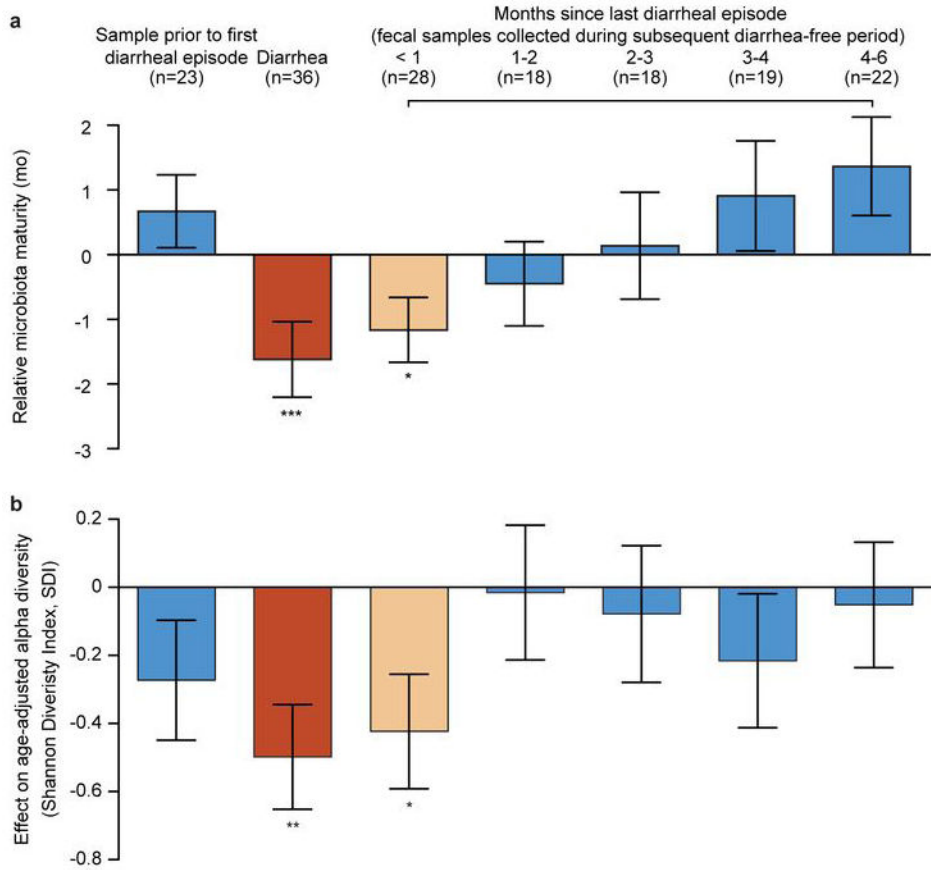 a
Months since last diarrheal episode
(fecal samples collected during subsequent diarrhea-free period)
Sample prior to first
diarrheal episode
(n=23)
Diarrhea
(n=36)
< 1
(n=28)
1-2
(n=18)
2-3
(n=18)
3-4
(n=19)
4-6
(n=22)
Relative microbiota maturity (mo)
2
1
0
-1
-2
-3
***
*
b
Effect on age-adjusted alpha diversity
(Shannon Diveristy Index, SDI)
0.2
0
-0.2
-0.4
-0.6
-0.8
**
*